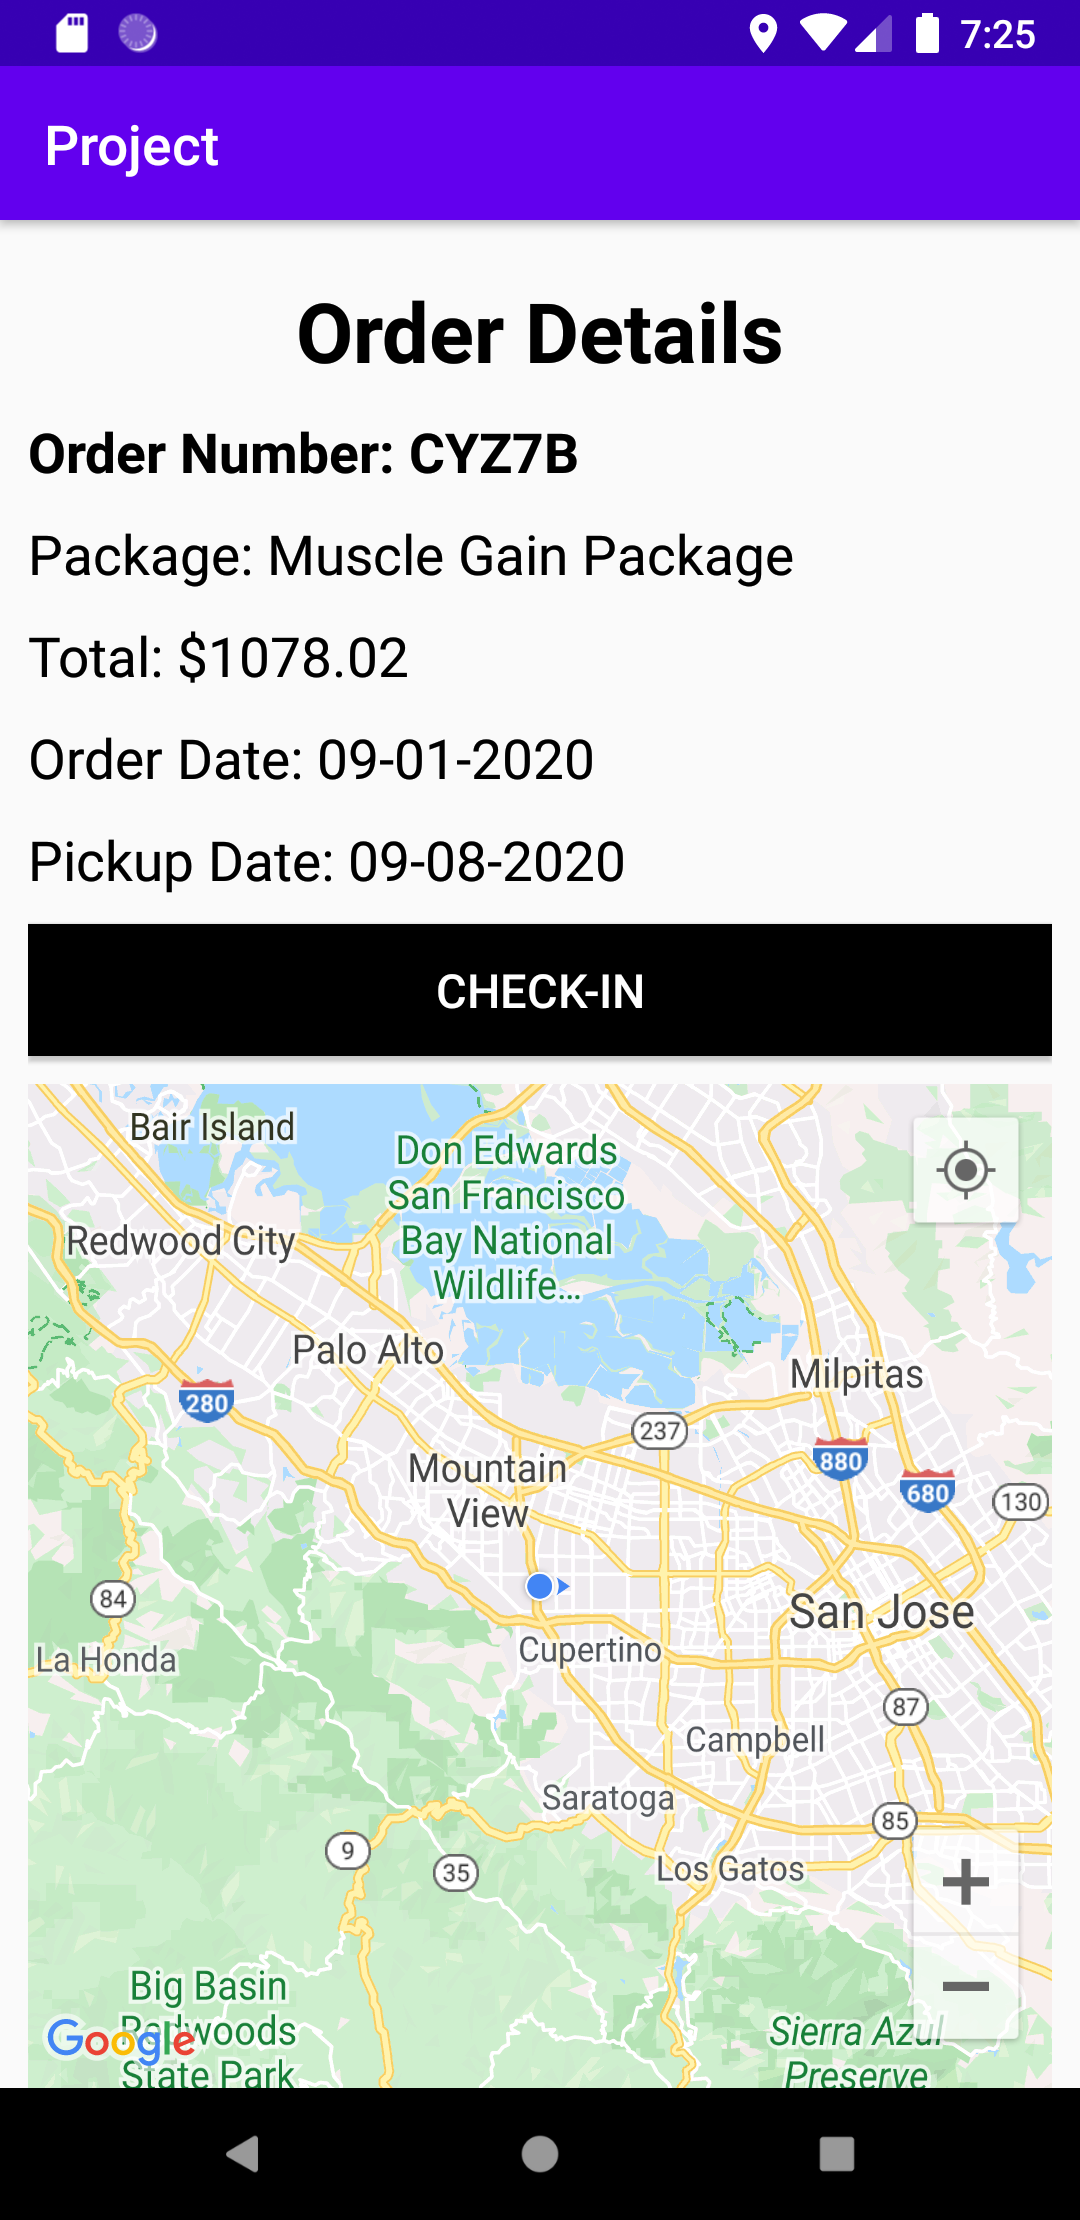 7:25
Project
Order Details
Order Number: CYZ7B
Package: Muscle Gain Package
Total: $1078.02
Order Date: 09-01-2020
Pickup Date: 09-08-2020
CHECK-IN
Bair Island
Don Edwards
San Francisco
Bay National
Wildlife...
Redwood City
Palo Alto
Milpitas
280
237
880
680
130
Mountain
View
84
San Jose
Cupertino
La Honda
87
Campbell
Saratoga
85
9
35
Los Gatos
Big Basin
Redwoods
State Park
Google
Sierra Azul
Preserve